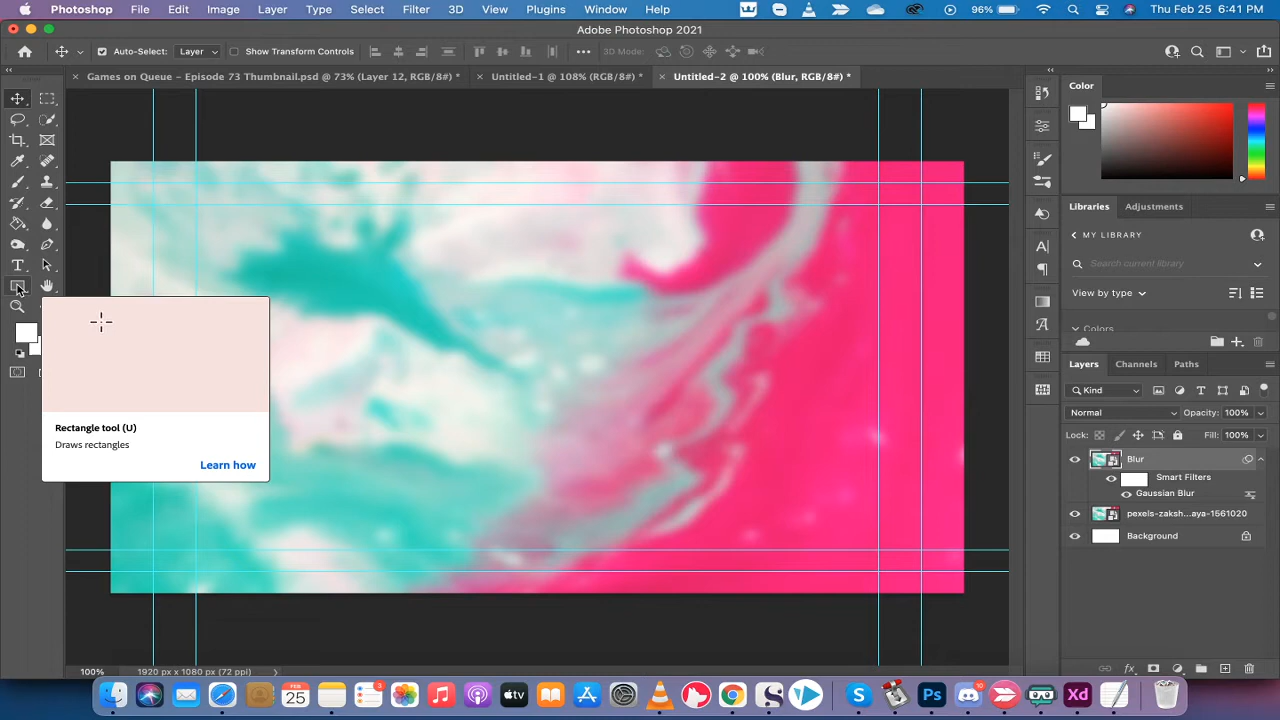 Photoshop File Edit Image Layer Type Select Filter 3D View Plugins Window Help 96% Thu Feb 25 6:41 PM
Adobe Photoshop 2021
Auto-Select: Layer Show Transform Controls 3D Mode:
Games on Queue – Episode 73 Thumbnail.psd @ 73% (Layer 12, RGB/8#) * Untitled-1 @ 108% (RGB/8#) * Untitled-2 @ 100% (Blur, RGB/8#) *
Color
Libraries Adjustments
MY LIBRARY
Search current library
View by type
Colors
Rectangle tool (U)
Draws rectangles
Learn how
Layers Channels Paths
Kind
Normal Opacity: 100%
Lock: Fill: 100%
Blur
Smart Filters
Gaussian Blur
pexels-zaksh...aya-1561020
Background
100% 1920 px x 1080 px (72 ppi)
FEB
25
3
tv
Ps
10
Xd